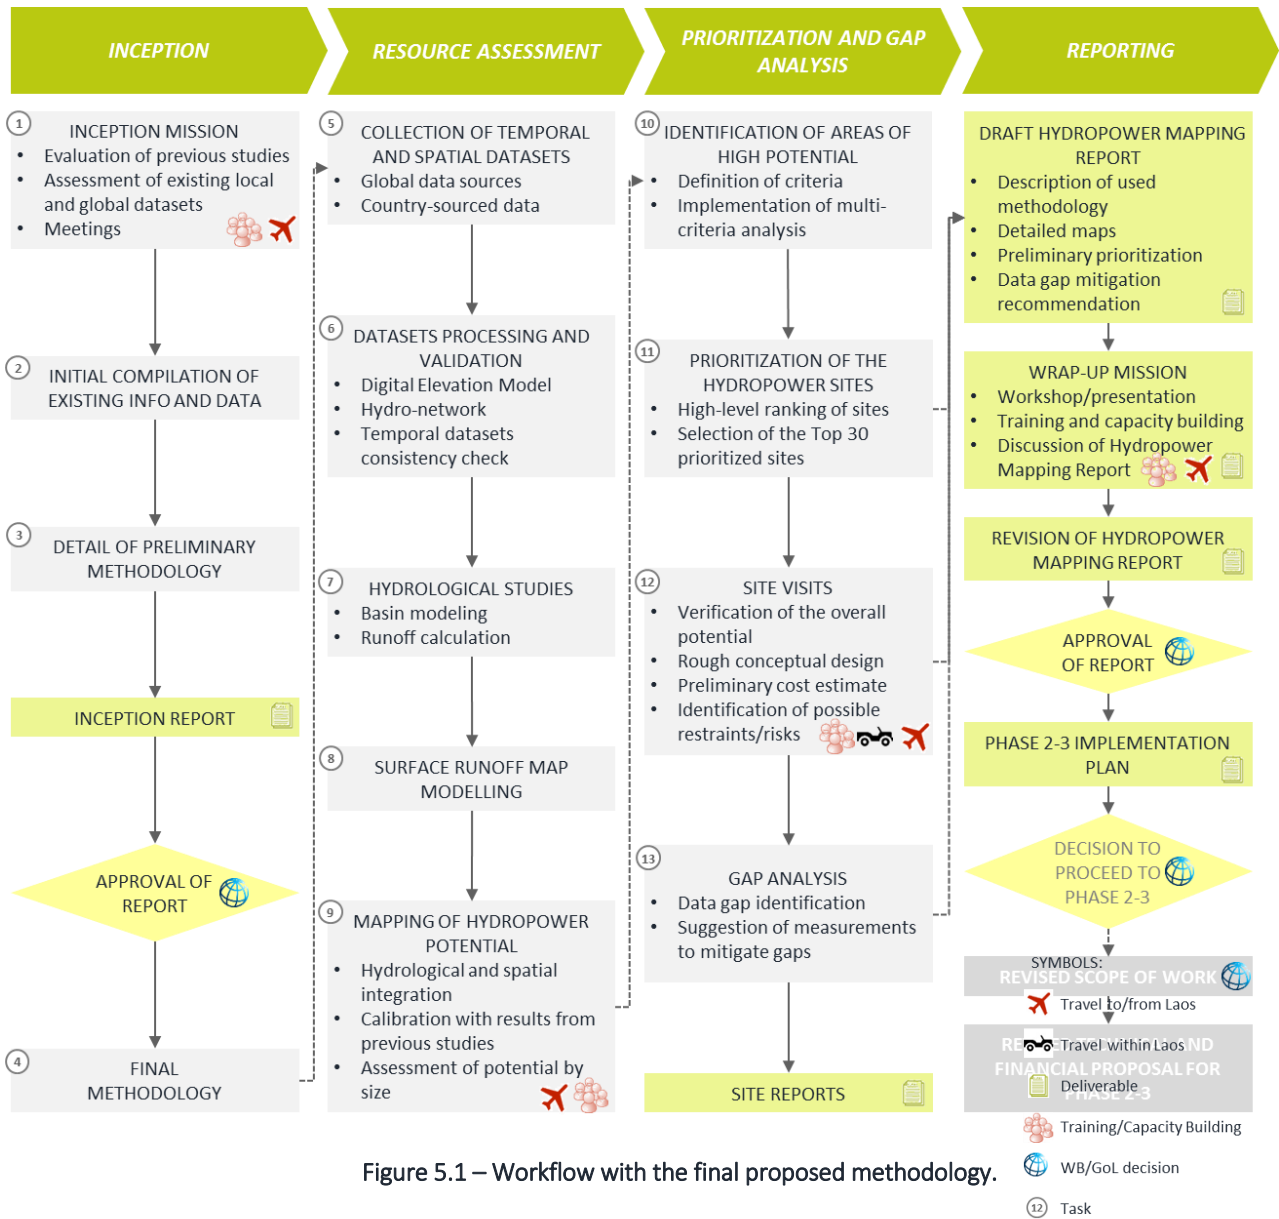 INCEPTION
RESOURCE ASSESSMENT
PRIORITIZATION AND GAP
ANALYSIS
REPORTING
1
INCEPTION MISSION
• Evaluation of previous studies
• Assessment of existing local
and global datasets
• Meetings
2
INITIAL COMPILATION OF
EXISTING INFO AND DATA
3
DETAIL OF PRELIMINARY
METHODOLOGY
INCEPTION REPORT
APPROVAL OF
REPORT
4
FINAL
METHODOLOGY
5
COLLECTION OF TEMPORAL
AND SPATIAL DATASETS
• Global data sources
• Country-sourced data
6
DATASETS PROCESSING AND
VALIDATION
• Digital Elevation Model
• Hydro-network
• Temporal datasets
consistency check
7
HYDROLOGICAL STUDIES
• Basin modeling
• Runoff calculation
8
SURFACE RUNOFF MAP
MODELLING
9
MAPPING OF HYDROPOWER
POTENTIAL
• Hydrological and spatial
integration
• Calibration with results from
previous studies
• Assessment of potential by
size
10
IDENTIFICATION OF AREAS OF
HIGH POTENTIAL
• Definition of criteria
• Implementation of multi-
criteria analysis
11
PRIORITIZATION OF THE
HYDROPOWER SITES
• High-level ranking of sites
• Selection of the Top 30
prioritized sites
12
SITE VISITS
• Verification of the overall
potential
• Rough conceptual design
• Preliminary cost estimate
• Identification of possible
restraints/risks
13
GAP ANALYSIS
• Data gap identification
• Suggestion of measurements
to mitigate gaps
SITE REPORTS
DRAFT HYDROPOWER MAPPING
REPORT
• Description of used
methodology
• Detailed maps
• Preliminary prioritization
• Data gap mitigation
recommendation
WRAP-UP MISSION
• Workshop/presentation
• Training and capacity building
• Discussion of Hydropower
Mapping Report
REVISION OF HYDROPOWER
MAPPING REPORT
APPROVAL
OF REPORT
PHASE 2-3 IMPLEMENTATION
PLAN
DECISION TO
PROCEED TO
PHASE 2-3
REVISED SCOPE OF WORK
AND
FINANCIAL PROPOSAL FOR
PHASE 2-3
SYMBOLS:
Travel to/from Laos
Travel within Laos
Deliverable
Training/Capacity Building
WB/GoL decision
12 Task
Figure 5.1 – Workflow with the final proposed methodology.